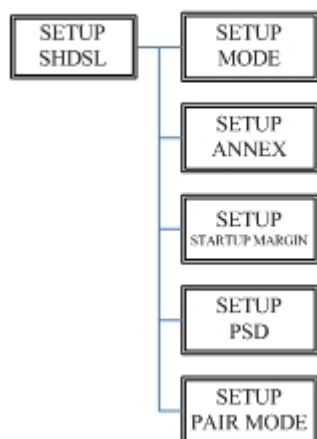 SETUP
SHDSL
SETUP
MODE
SETUP
ANNEX
SETUP
STARTUP MARGIN
SETUP
PSD
SETUP
PAIR MODE